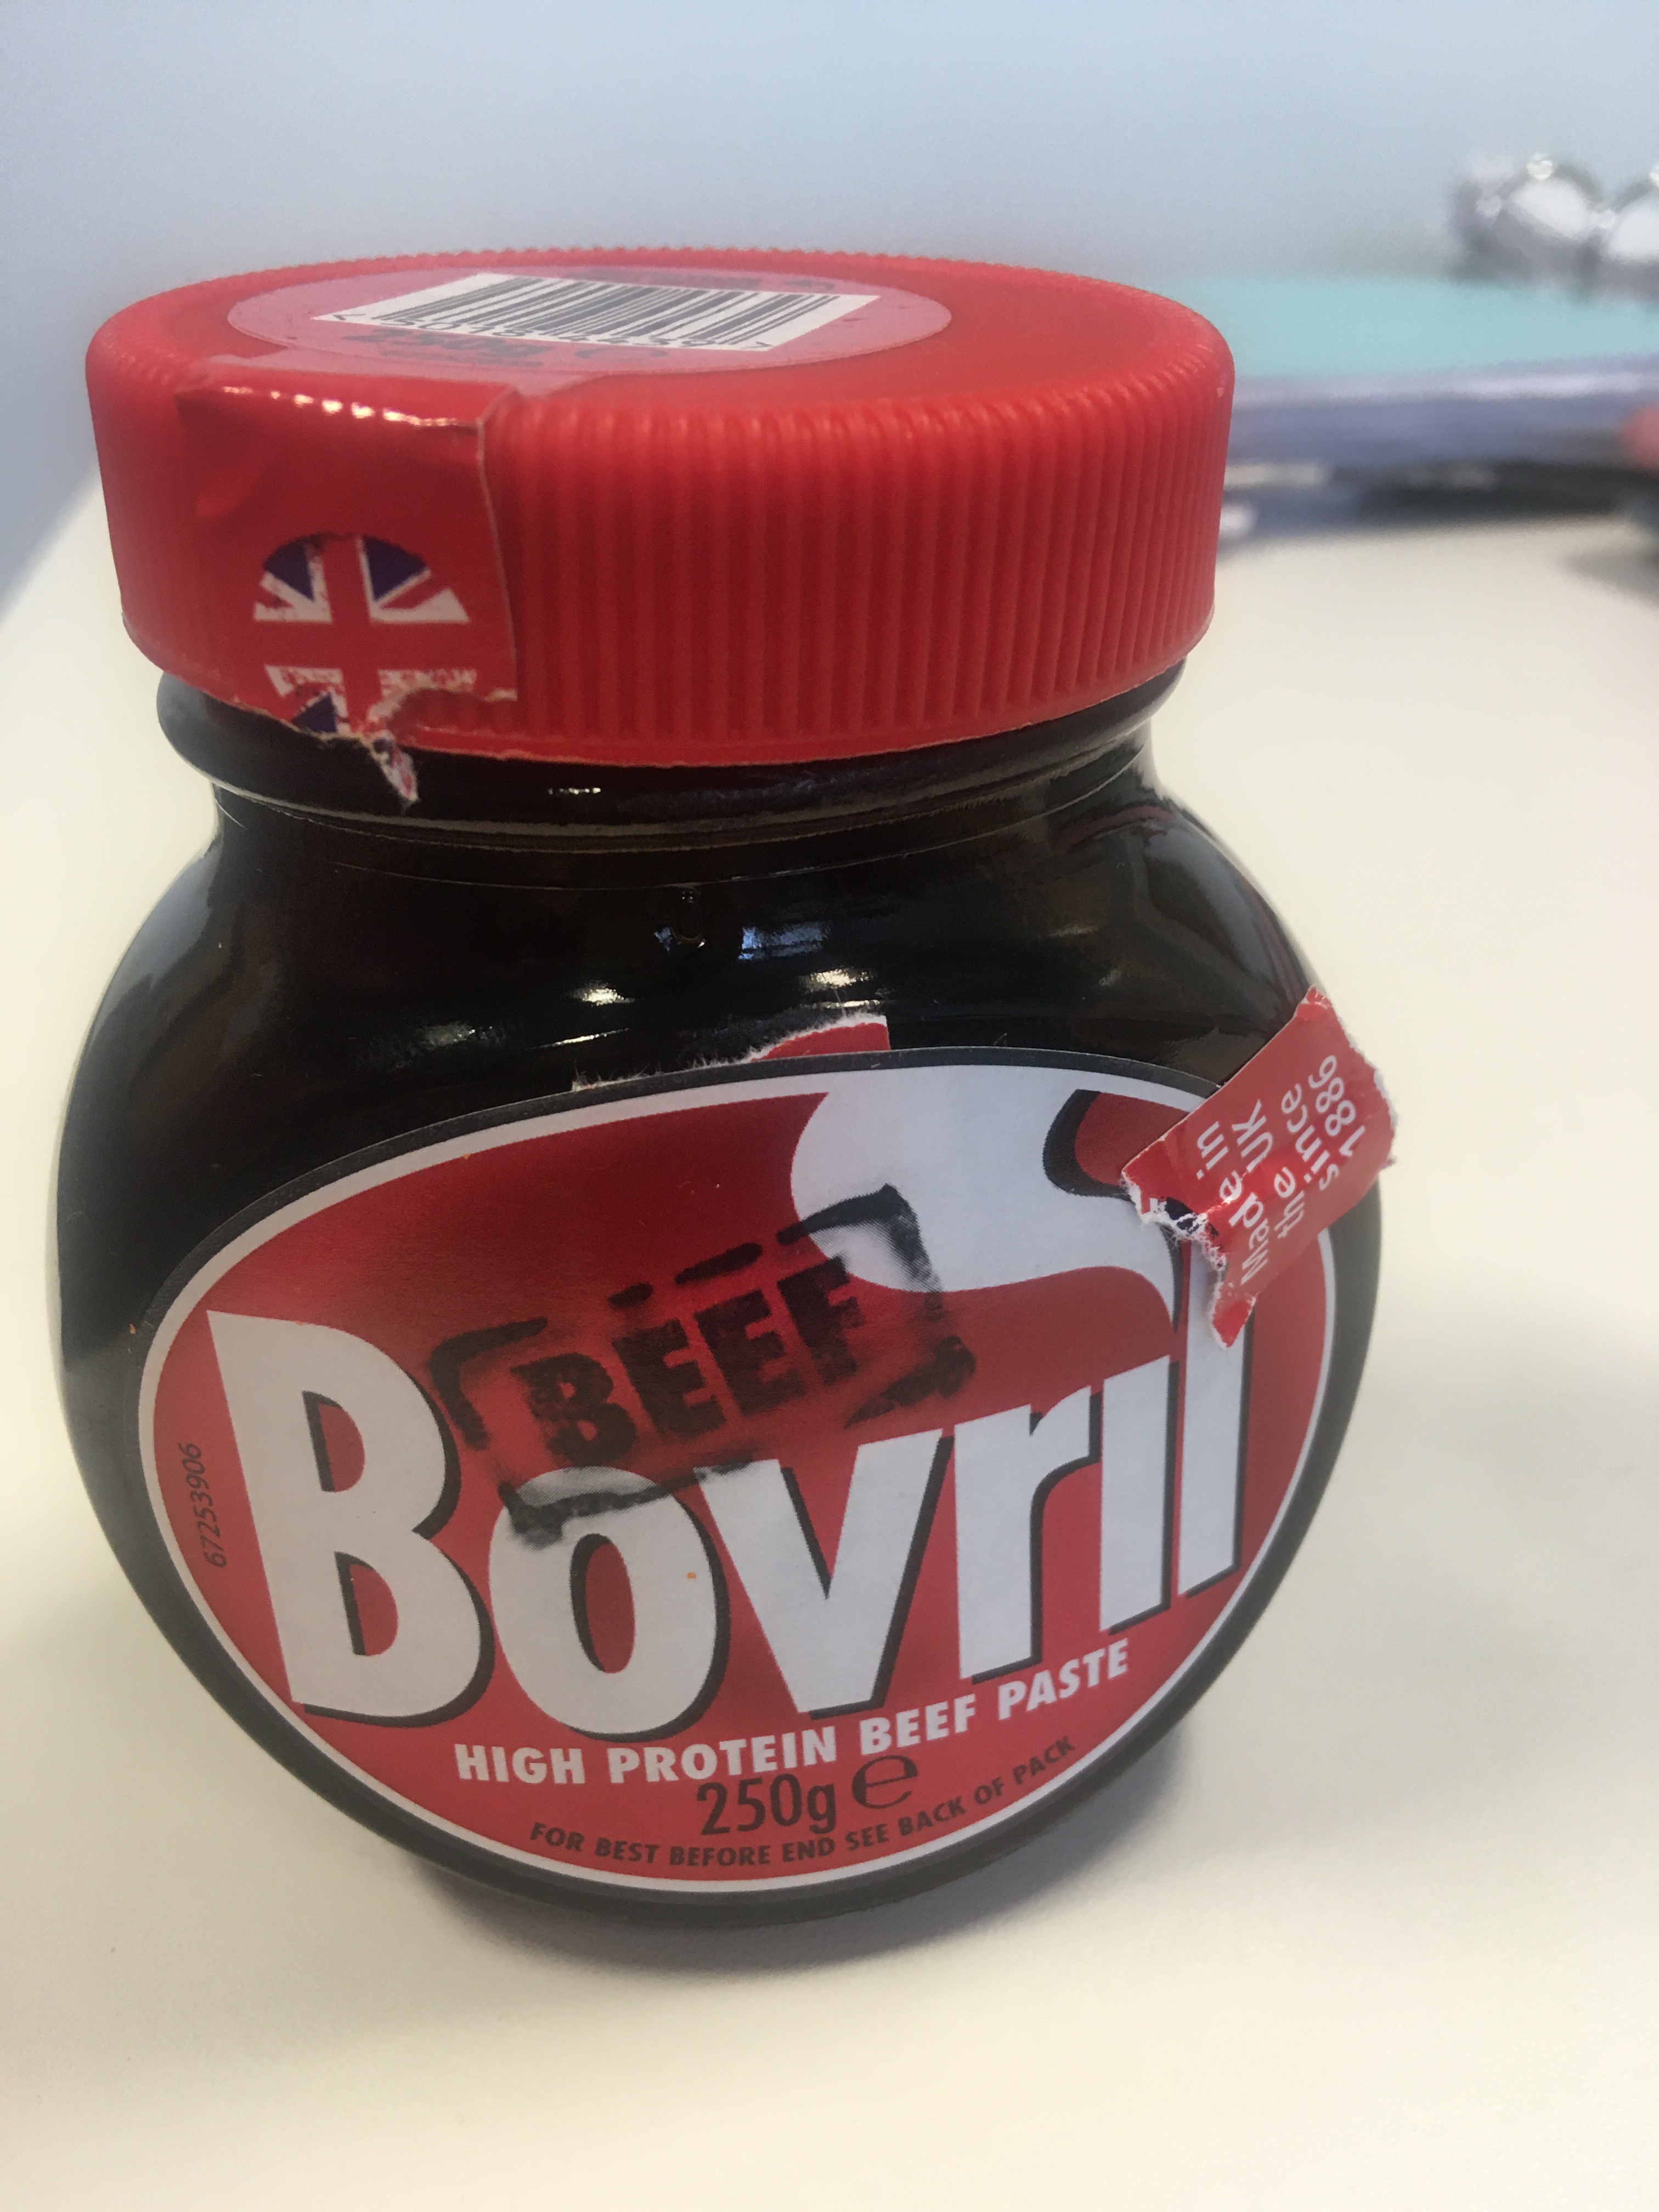 Made in
the UK
since
1886
BEEF
Bovril
HIGH PROTEIN BEEF PASTE
250g ℮
FOR BEST BEFORE END SEE BACK OF PACK
67253906